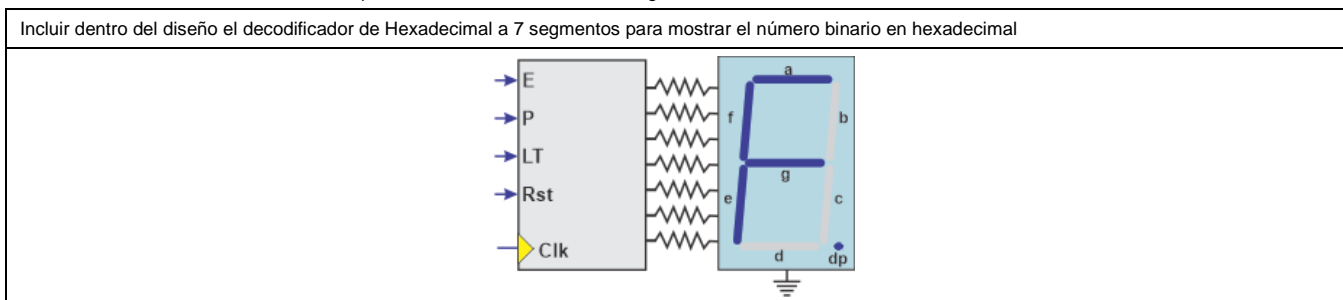 Incluir dentro del diseño el decodificador de Hexadecimal a 7 segmentos para mostrar el número binario en hexadecimal
a
E
P
f
b
LT
g
Rst
e
c
Clk
d
dp